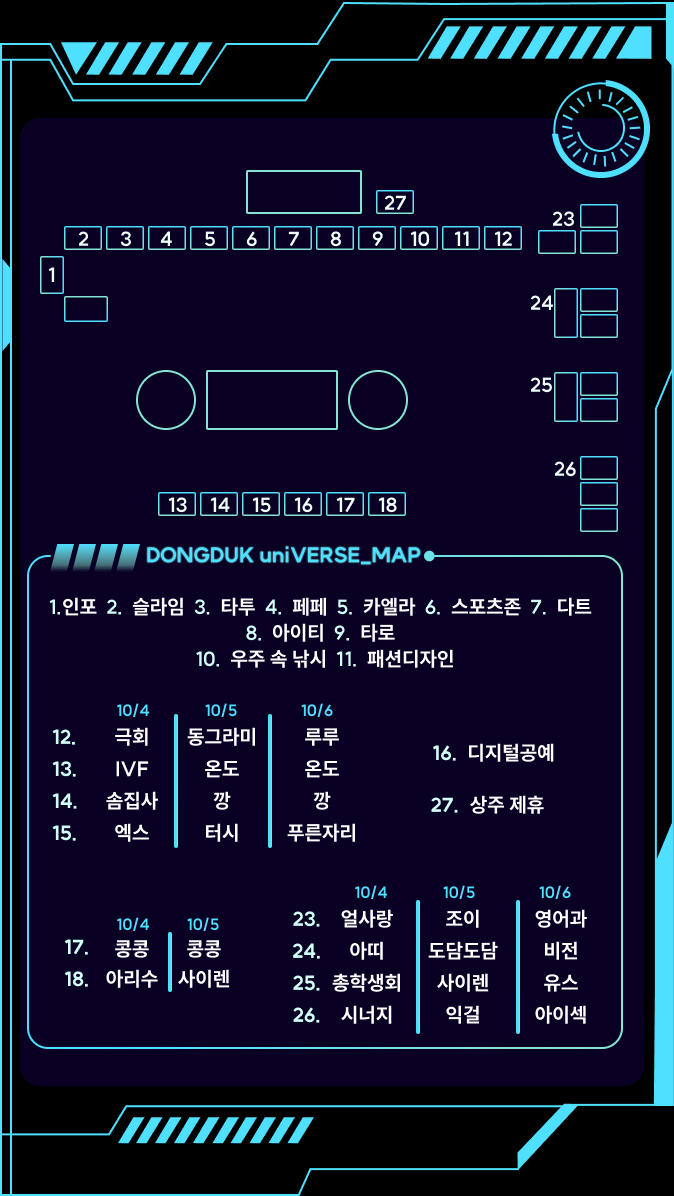 27
23
2 3 4 5 6 7 8 9 10 11 12
1
24
25
26
13 14 15 16 17 18
DONGDUK uniVERSE_MAP
1.인포 2. 슬라임 3. 타투 4. 페페 5. 카엘라 6. 스포츠존 7. 다트
8. 아이티 9. 타로
10. 우주 속 낚시 11. 패션디자인
10/4 10/5 10/6
12. 극회 동그라미 루루
13. IVF 온도 온도
14. 솜집사 깡 깡
15. 엑스 터시 푸른자리
16. 디지털공예
27. 상주 제휴
10/4 10/5
17. 콩콩 콩콩
18. 아리수 사이렌
10/4 10/5 10/6
23. 얼사랑 조이 영어과
24. 아띠 도담도담 비전
25. 총학생회 사이렌 유스
26. 시너지 익걸 아이섹